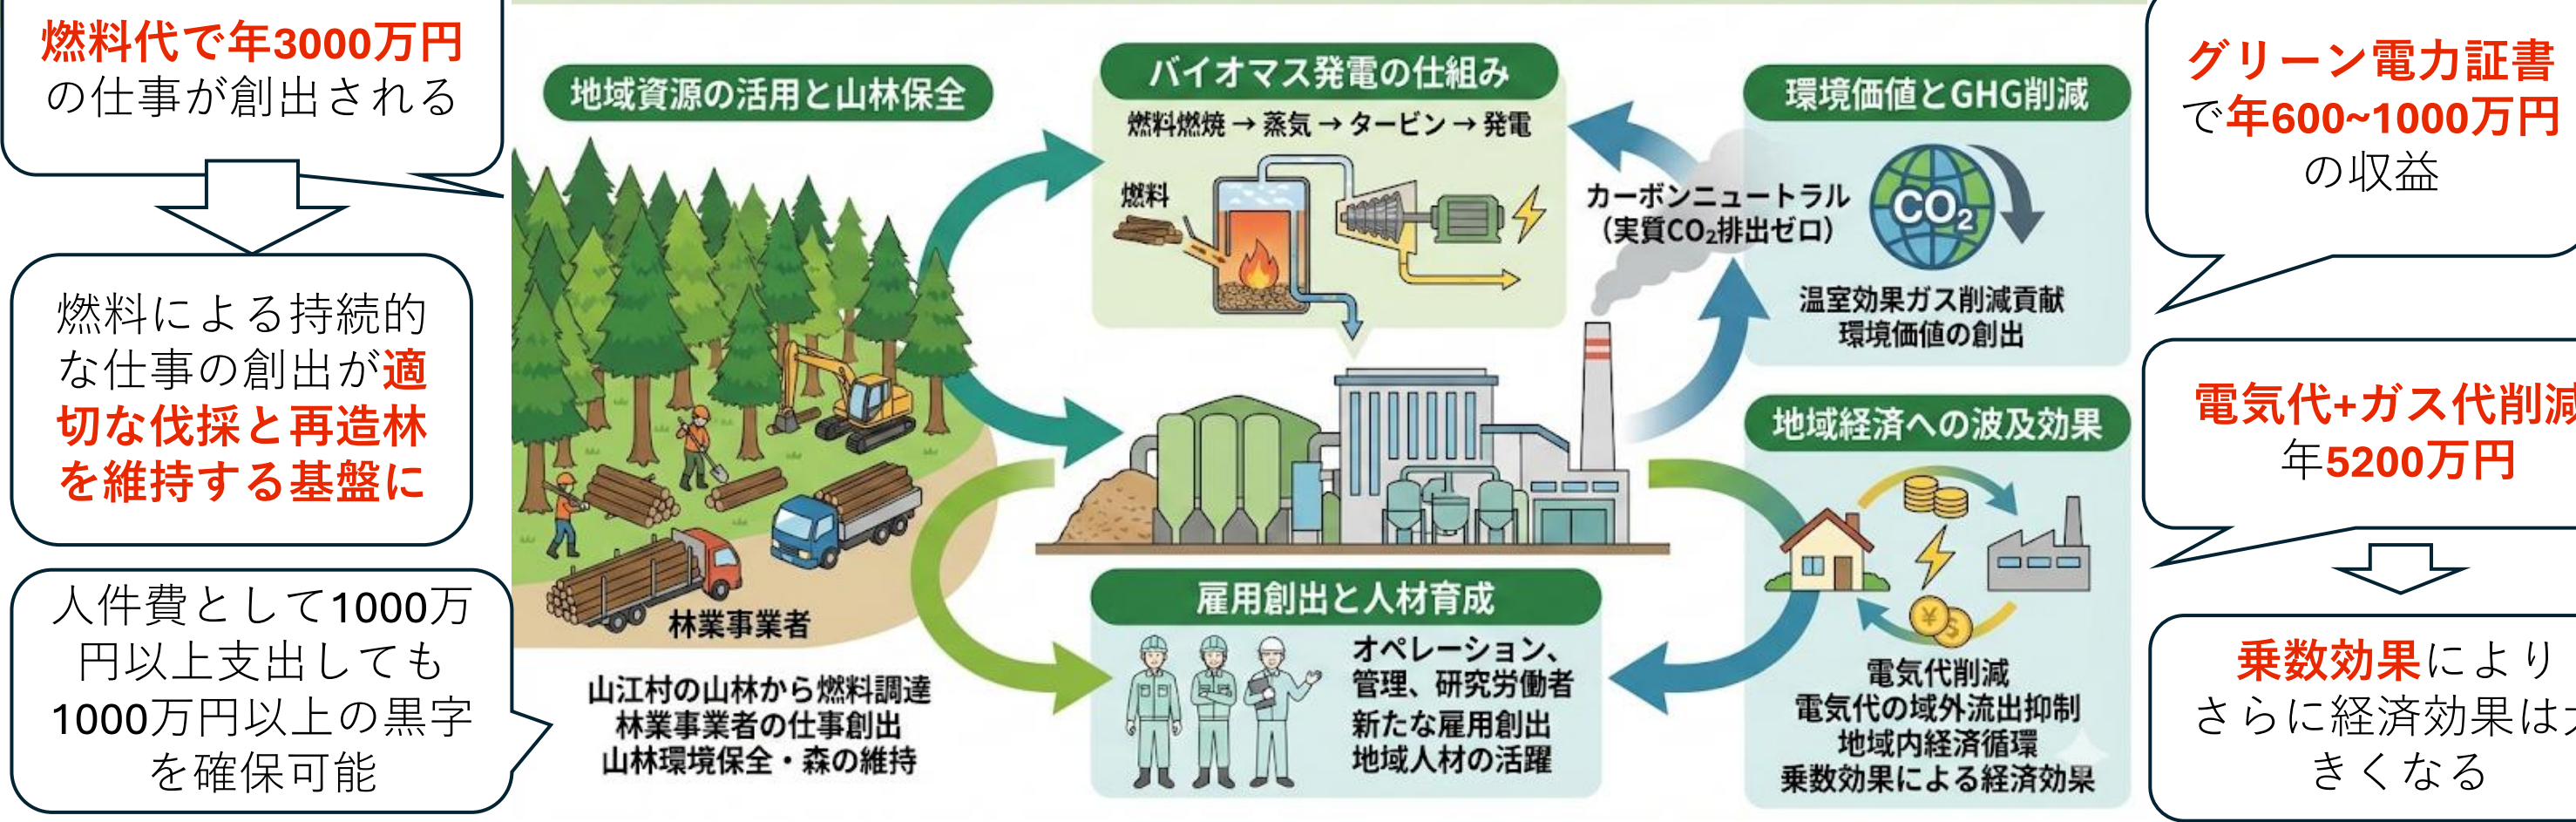 燃料代で年3000万円
の仕事が創出される
燃料による持続的
な仕事の創出が適
切な伐採と再造林
を維持する基盤に
人件費として1000万
円以上支出しても
1000万円以上の黒字
を確保可能
地域資源の活用と山林保全
林業事業者
山江村の山林から燃料調達
林業事業者の仕事創出
山林環境保全・森の維持
バイオマス発電の仕組み
燃料燃焼→蒸気→タービン→発電
燃料
雇用創出と人材育成
オペレーション、
管理、研究労働者
新たな雇用創出
地域人材の活躍
環境価値とGHG削減
カーボンニュートラル
（実質CO₂排出ゼロ）
CO₂
温室効果ガス削減貢献
環境価値の創出
地域経済への波及効果
¥
$
電気代削減
電気代の域外流出抑制
地域内経済循環
乗数効果による経済効果
グリーン電力証書
で年600~1000万円
の収益
電気代+ガス代削減
年5200万円
乗数効果により
さらに経済効果は大
きくなる